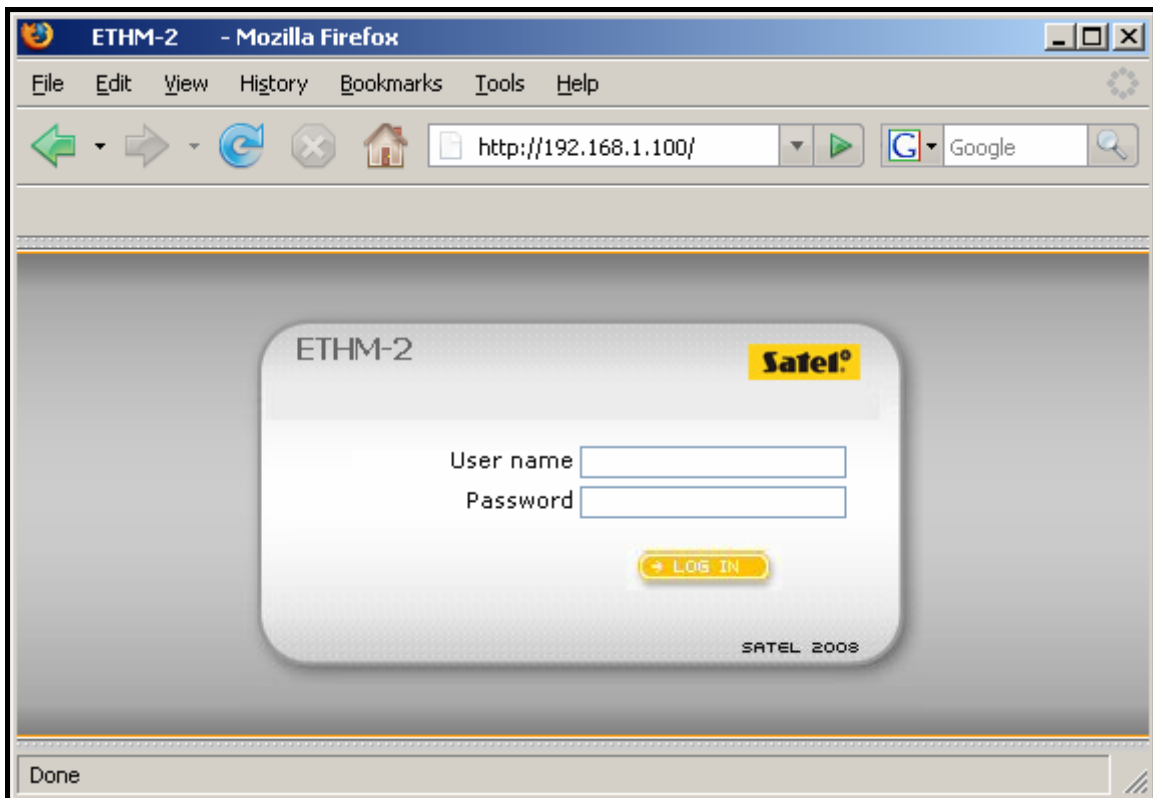 ETHM-2 - Mozilla Firefox
File Edit View History Bookmarks Tools Help
http://192.168.1.100/ G Google
ETHM-2
Satel
User name
Password
LOG IN
SATEL 2008
Done